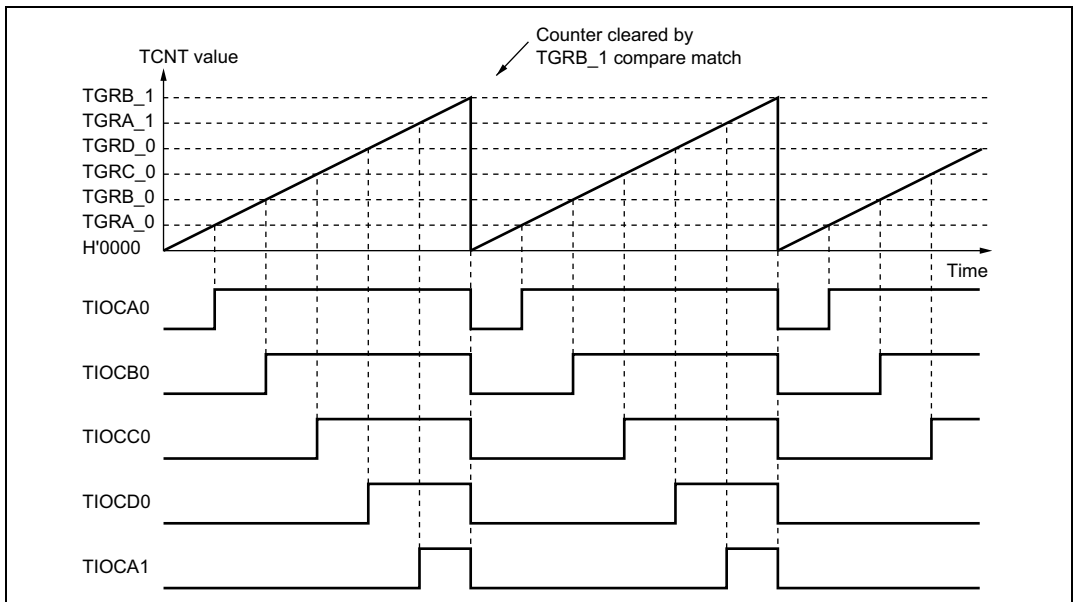 Counter cleared by
TGRB_1 compare match
TCNT value
TGRB_1
TGRA_1
TGRD_0
TGRC_0
TGRB_0
TGRA_0
H'0000
Time
TIOCA0
TIOCB0
TIOCC0
TIOCD0
TIOCA1